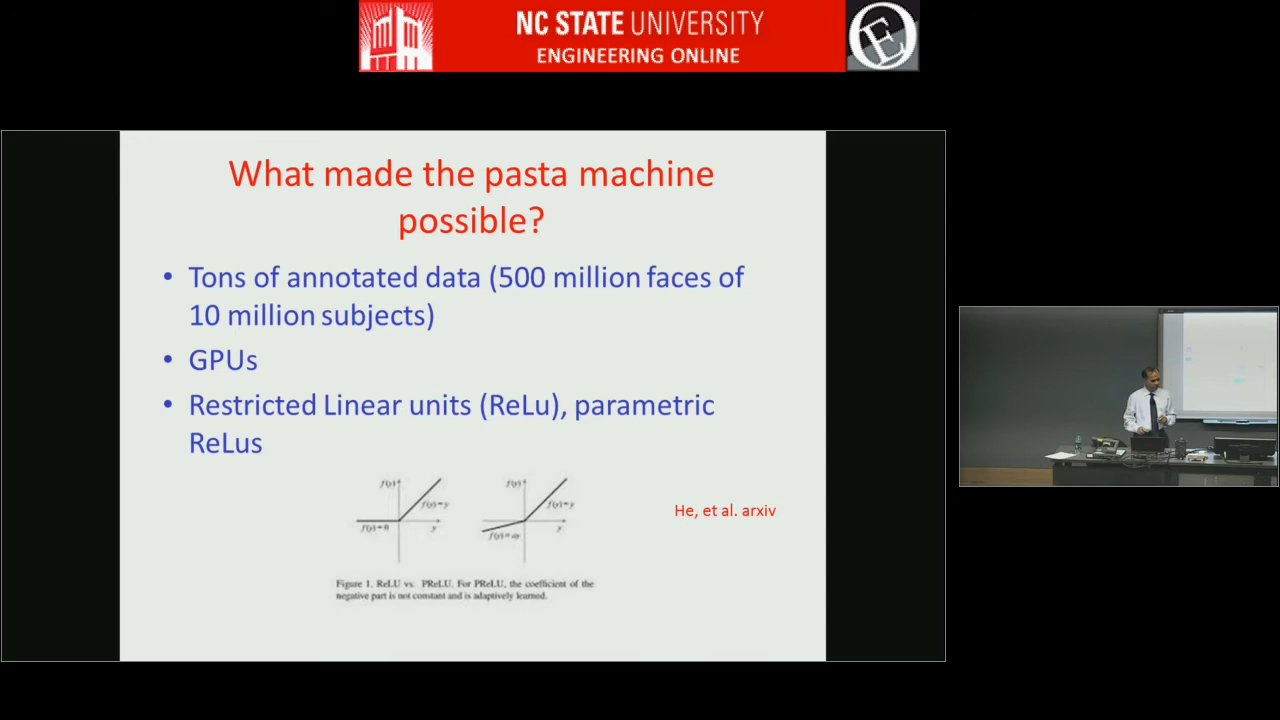 NC STATE UNIVERSITY
ENGINEERING ONLINE
What made the pasta machine
possible?
• Tons of annotated data (500 million faces of
10 million subjects)
• GPUs
• Restricted Linear units (ReLu), parametric
ReLus
f(y)
f(y)=y
f(y)=0
y
f(y)
f(y)=y
f(y)=ay
y
He, et al. arxiv
Figure 1. ReLU vs. PReLU. For PReLU, the coefficient of the
negative part is not constant and is adaptively learned.